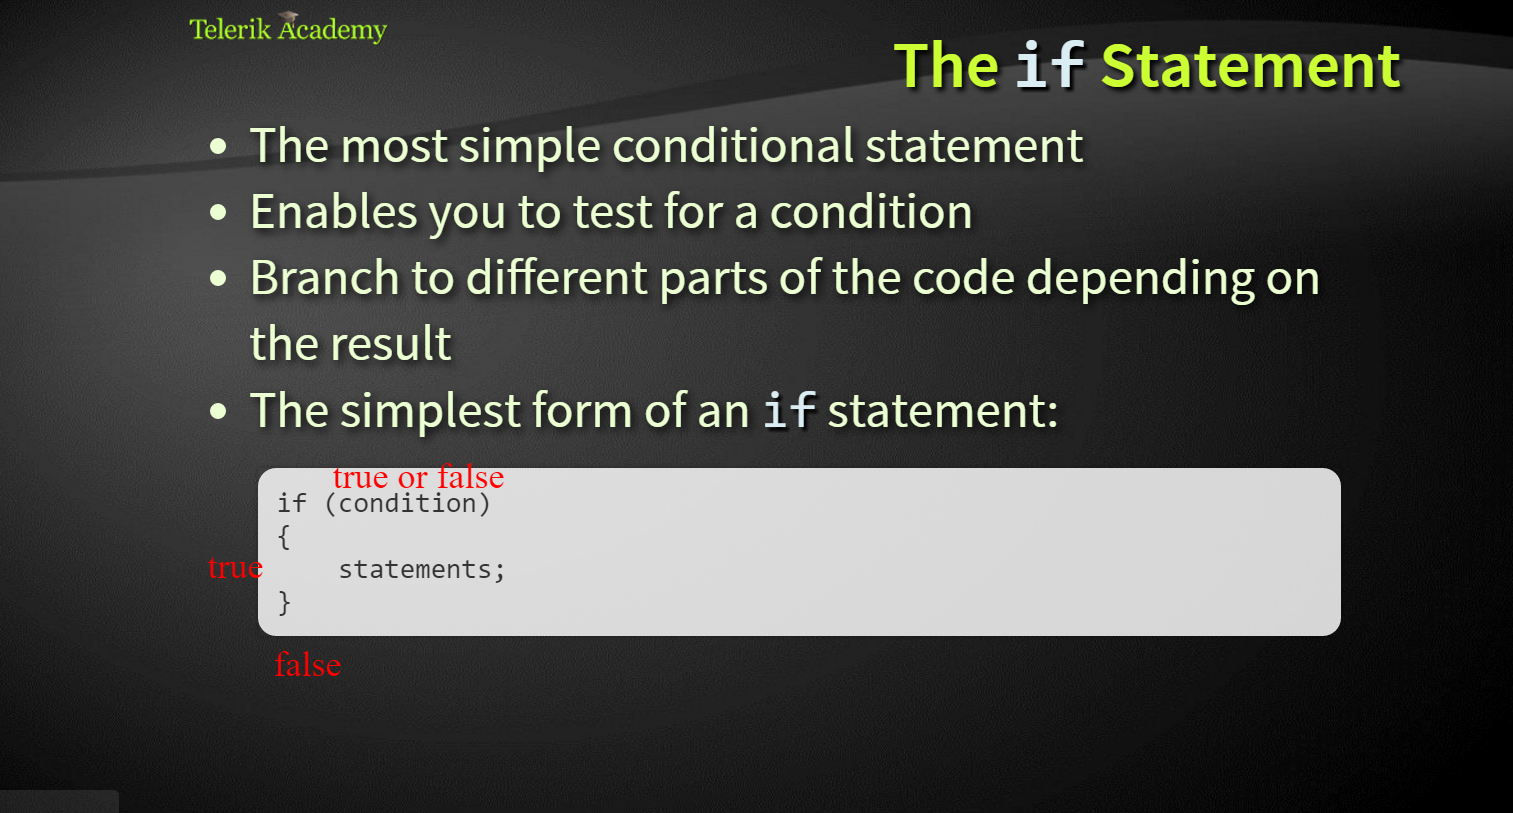 Telerik Academy
The if Statement
• The most simple conditional statement
• Enables you to test for a condition
• Branch to different parts of the code depending on
the result
• The simplest form of an if statement:
true or false
if (condition)
{
true
    statements;
}
false